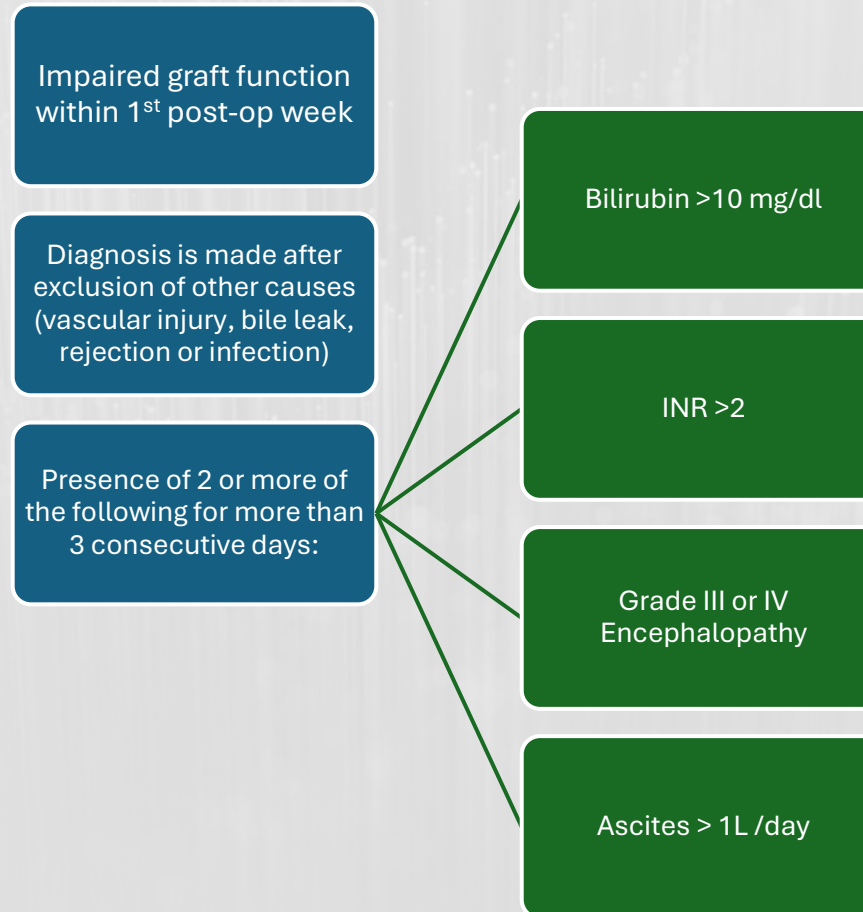 Impaired graft function
within 1st post-op week
Diagnosis is made after
exclusion of other causes
(vascular injury, bile leak,
rejection or infection)
Presence of 2 or more of
the following for more than
3 consecutive days:
Bilirubin >10 mg/dl
INR >2
Grade III or IV
Encephalopathy
Ascites > 1L /day